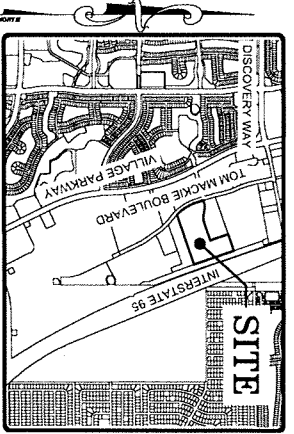 DISCOVERY WAY
VILLAGE PARKWAY
TOM MACKIE BOULEVARD
INTERSTATE 95
SITE